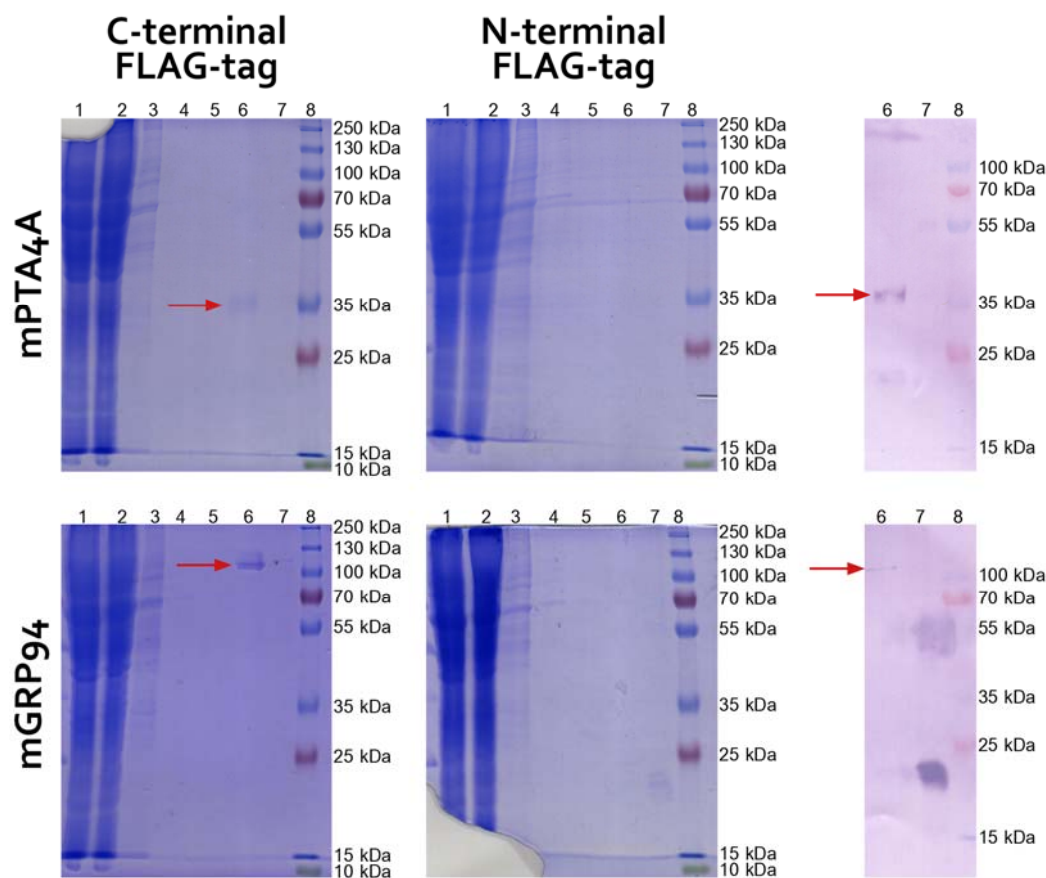 C-terminal
FLAG-tag
N-terminal
FLAG-tag
mPTA4A
1 2 3 4 5 6 7 8
250 kDa
130 kDa
100 kDa
70 kDa
55 kDa
35 kDa
25 kDa
15 kDa
10 kDa
1 2 3 4 5 6 7 8
250 kDa
130 kDa
100 kDa
70 kDa
55 kDa
35 kDa
25 kDa
15 kDa
10 kDa
6 7 8
100 kDa
70 kDa
55 kDa
35 kDa
25 kDa
15 kDa
mGRP94
1 2 3 4 5 6 7 8
250 kDa
130 kDa
100 kDa
70 kDa
55 kDa
35 kDa
25 kDa
15 kDa
10 kDa
1 2 3 4 5 6 7 8
250 kDa
130 kDa
100 kDa
70 kDa
55 kDa
35 kDa
25 kDa
15 kDa
10 kDa
6 7 8
100 kDa
70 kDa
55 kDa
35 kDa
25 kDa
15 kDa